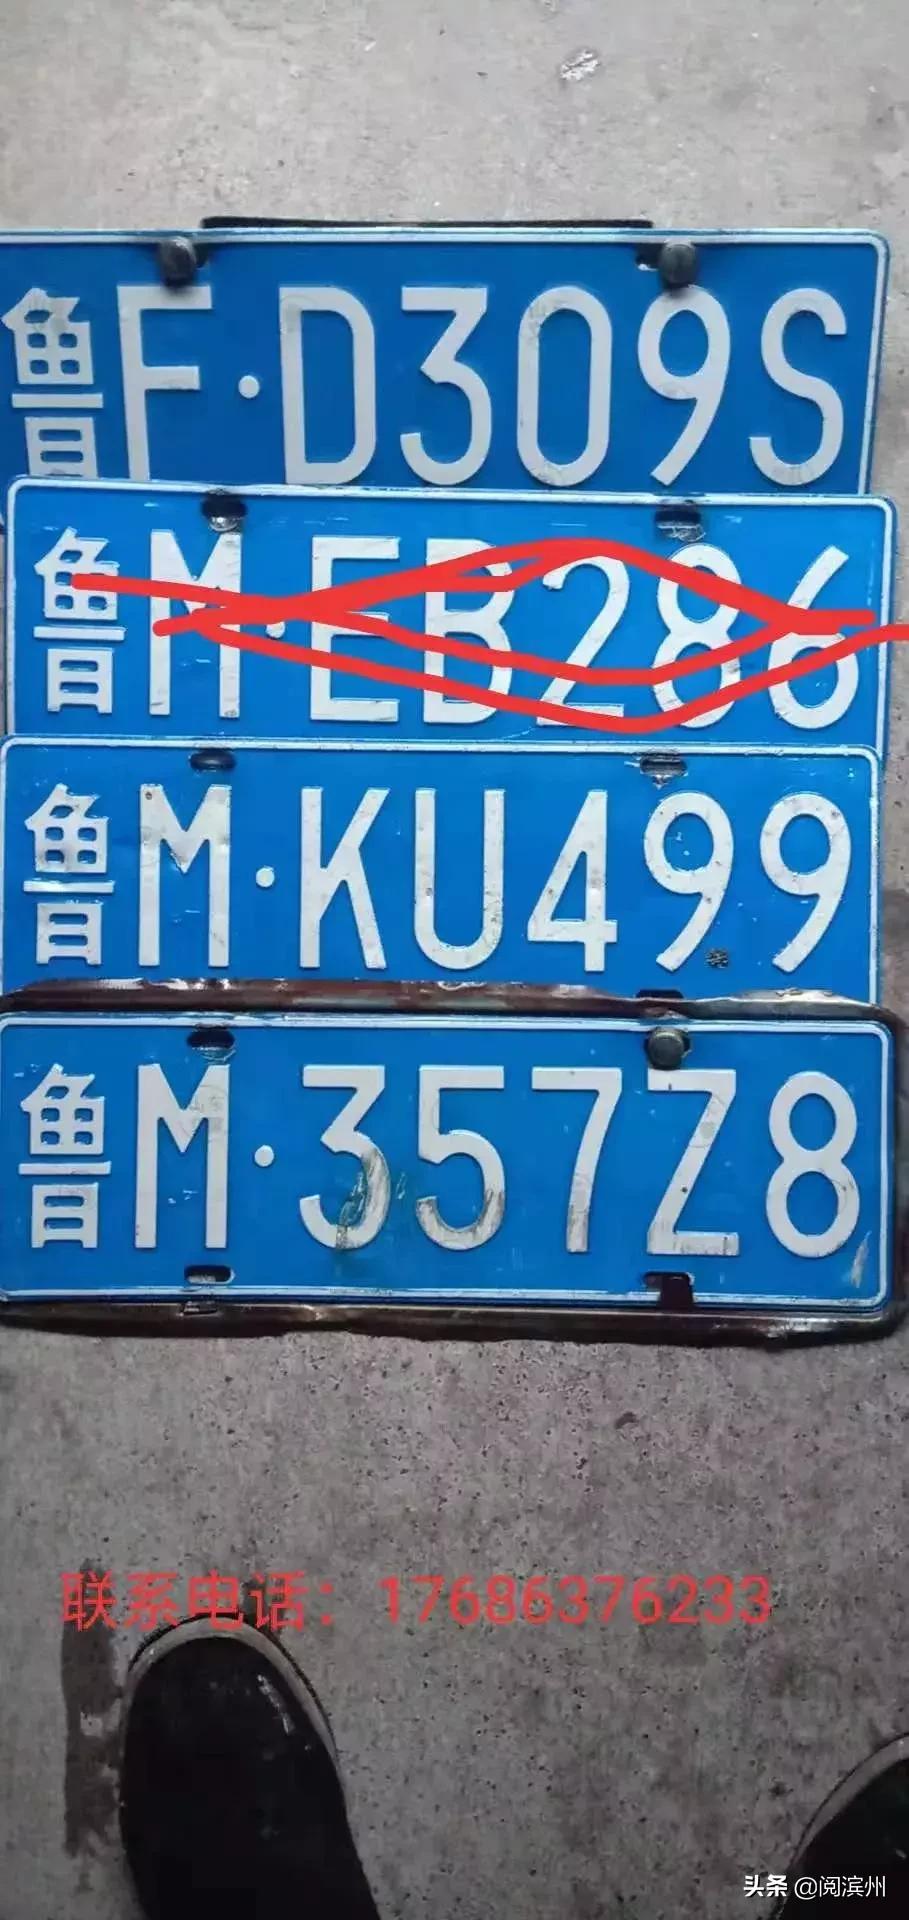 鲁F·D309S
鲁M·EB286
鲁M·KU499
鲁M·357Z8
联系电话：17686376233
头条 @阅滨州